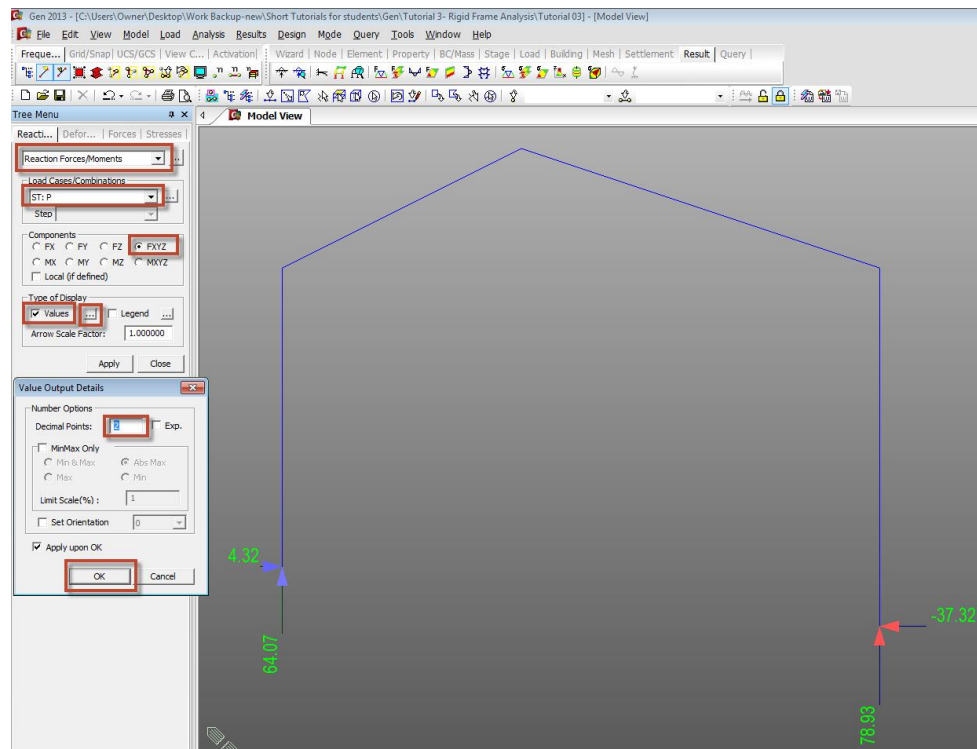 Gen 2013 - [C:\Users\Owner\Desktop\Work Backup-new\Short Tutorials for students\Gen\Tutorial 3- Rigid Frame Analysis\Tutorial 03] - [Model View]
File Edit View Model Load Analysis Results Design Mode Query Tools Window Help
Freque... Grid/Snap UCS/GCS View C... Activation Wizard Node Element Property BC/Mass Stage Load Building Mesh Settlement Result Query
Tree Menu
Model View
Reacti... Defor... Forces Stresses
Reaction Forces/Moments ...
Load Cases/Combinations
ST: P ...
Step
Components
FX FY FZ FXYZ
MX MY MZ MXYZ
Local (if defined)
Type of Display
Values ... Legend ...
Arrow Scale Factor: 1.000000
Apply Close
Value Output Details
Number Options
Decimal Points: 2 Exp.
MinMax Only
Min & Max Abs Max
Max Min
Limit Scale(%) : 1
Set Orientation 0
Apply upon OK
OK Cancel
4.32
64.07
-37.32
78.93